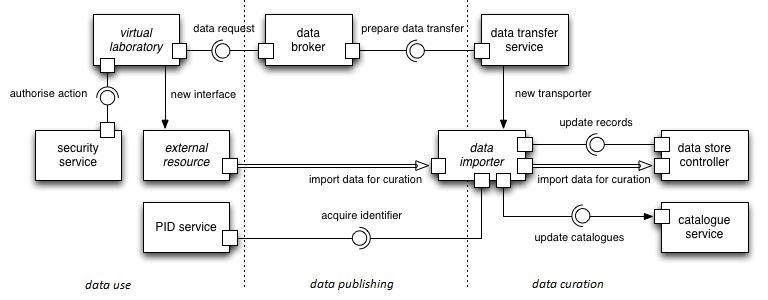 virtual
laboratory
data request
data
broker
prepare data transfer
data transfer
service
authorise action
new interface
new transporter
security
service
external
resource
import data for curation
data
importer
update records
import data for curation
data store
controller
PID service
acquire identifier
update catalogues
catalogue
service
data use
data publishing
data curation